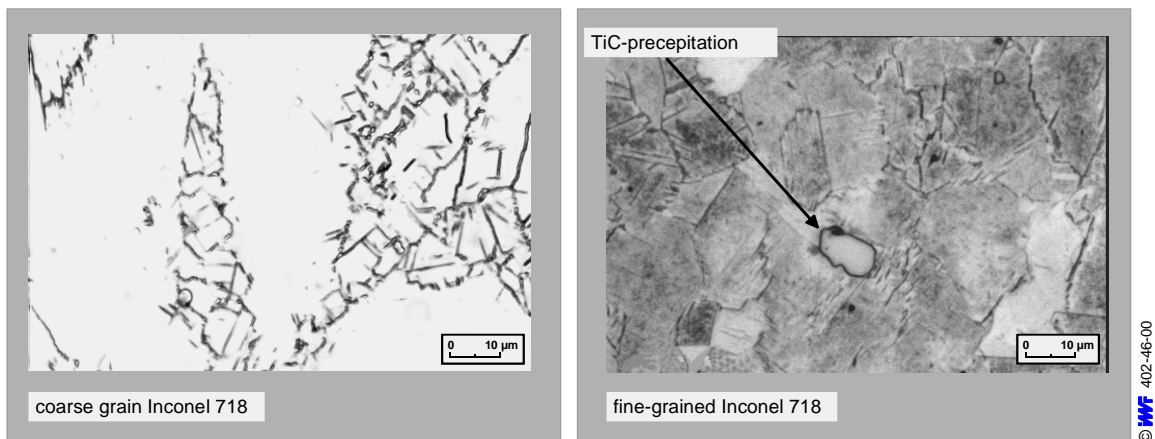 TiC-precepitation
0 10 µm
coarse grain Inconel 718
0 10 µm
fine-grained Inconel 718
© iWF 402-46-00